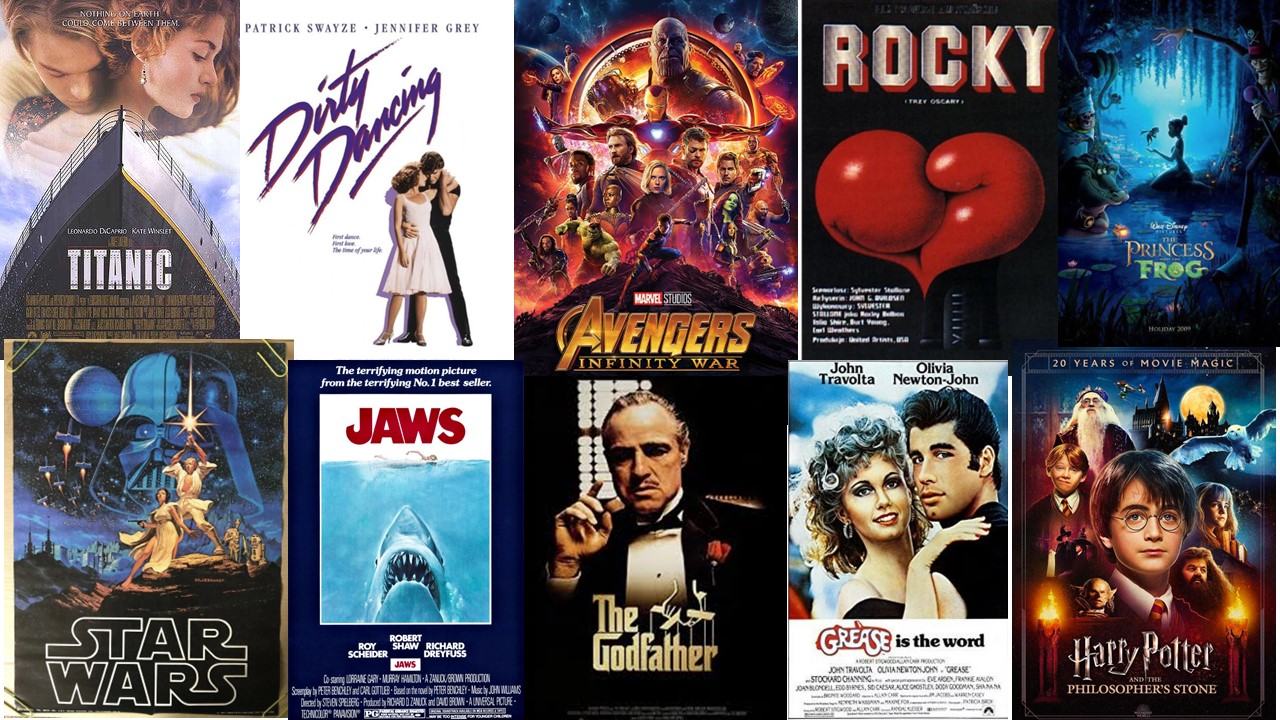 NOTHING ON EARTH
COULD COME BETWEEN THEM.
LEONARDO DiCAPRIO KATE WINSLET
TITANIC
PATRICK SWAYZE • JENNIFER GREY
Dirty
Dancing
First dance.
First love.
The time of your life.
MARVEL STUDIOS
AVENGERS
INFINITY WAR
ROCKY
(TRZY OSCARY)
Scenariusz: Sylvester Stallone
Reżyseria: JOHN G. AVILDSEN
Wykonawcy: SYLVESTER
STALLONE jako Rocky Balboa
Talia Shire, Burt Young,
Carl Weathers
Produkcja: United Artists, USA
WALT DISNEY
PICTURES
THE
PRINCESS
AND THE
FROG
HOLIDAY 2009
STAR
WARS
The terrifying motion picture
from the terrifying No. 1 best seller.
JAWS
ROY
SCHEIDER
ROBERT
SHAW
RICHARD
DREYFUSS
JAWS
Co-starring LORRAINE GARY • MURRAY HAMILTON • A ZANUCK/BROWN PRODUCTION
Screenplay by PETER BENCHLEY and CARL GOTTLIEB • Based on the novel by PETER BENCHLEY • Music by JOHN WILLIAMS
Directed by STEVEN SPIELBERG • Produced by RICHARD D. ZANUCK and DAVID BROWN • A UNIVERSAL PICTURE •
TECHNICOLOR® PANAVISION®
PG
MAY BE TOO INTENSE FOR YOUNGER CHILDREN
The
Godfather
John
Travolta
Olivia
Newton-John
GREASE is the word
A ROBERT STIGWOOD/ALLAN CARR PRODUCTION
JOHN TRAVOLTA OLIVIA NEWTON-JOHN in "GREASE"
STOCKARD CHANNING
EVE ARDEN, FRANKIE AVALON
JOAN BLONDELL, EDD BYRNES, SID CAESAR, ALICE GHOSTLEY, DODY GOODMAN, SHA-NA-NA
20 YEARS OF MOVIE MAGIC
Harry Potter
AND THE
PHILOSOPHER'S STONE